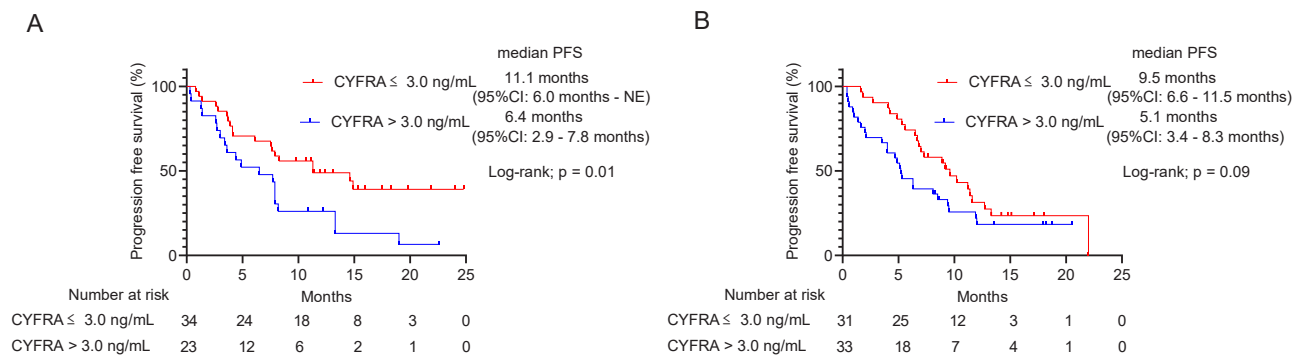 A
median PFS
CYFRA ≤ 3.0 ng/mL
11.1 months
(95%CI: 6.0 months - NE)
CYFRA > 3.0 ng/mL
6.4 months
(95%CI: 2.9 - 7.8 months)
Log-rank; p = 0.01
Progression free survival (%)
100
50
0
0 5 10 15 20 25
Months
Number at risk
CYFRA ≤ 3.0 ng/mL 34 24 18 8 3 0
CYFRA > 3.0 ng/mL 23 12 6 2 1 0
B
median PFS
CYFRA ≤ 3.0 ng/mL
9.5 months
(95%CI: 6.6 - 11.5 months)
CYFRA > 3.0 ng/mL
5.1 months
(95%CI: 3.4 - 8.3 months)
Log-rank; p = 0.09
Progression free survival (%)
100
50
0
0 5 10 15 20 25
Months
Number at risk
CYFRA ≤ 3.0 ng/mL 31 25 12 3 1 0
CYFRA > 3.0 ng/mL 33 18 7 4 1 0